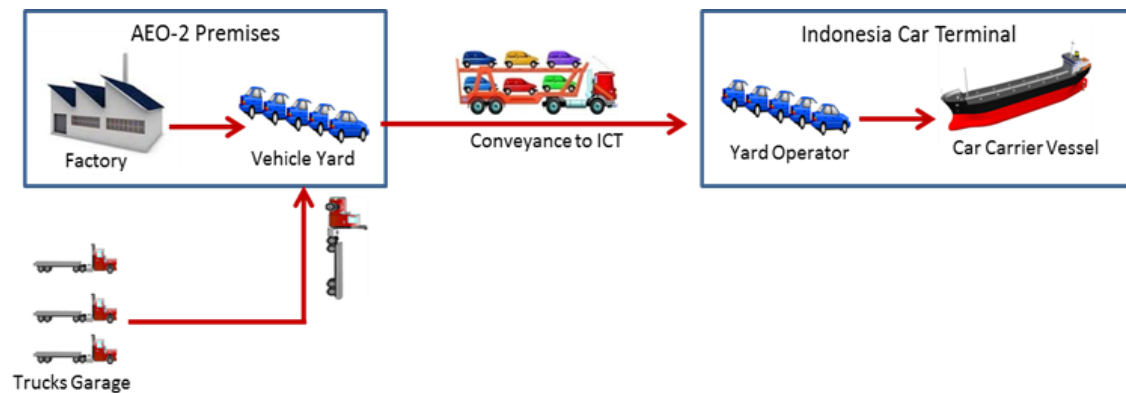 AEO-2 Premises
Indonesia Car Terminal
Factory
Vehicle Yard
Conveyance to ICT
Yard Operator
Car Carrier Vessel
Trucks Garage